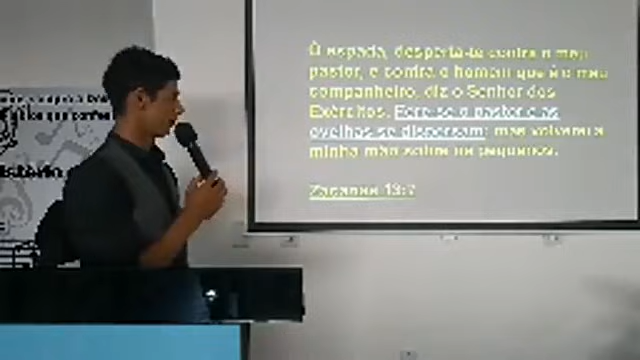 Ó espada, desperta-te contra o meu
pastor, e contra o homem que é o meu
companheiro, diz o Senhor dos
Exércitos. Fere-se o pastor e as
ovelhas se dispersam; mas volverei a
minha mão sobre os pequenos.
Zacarias 13:7